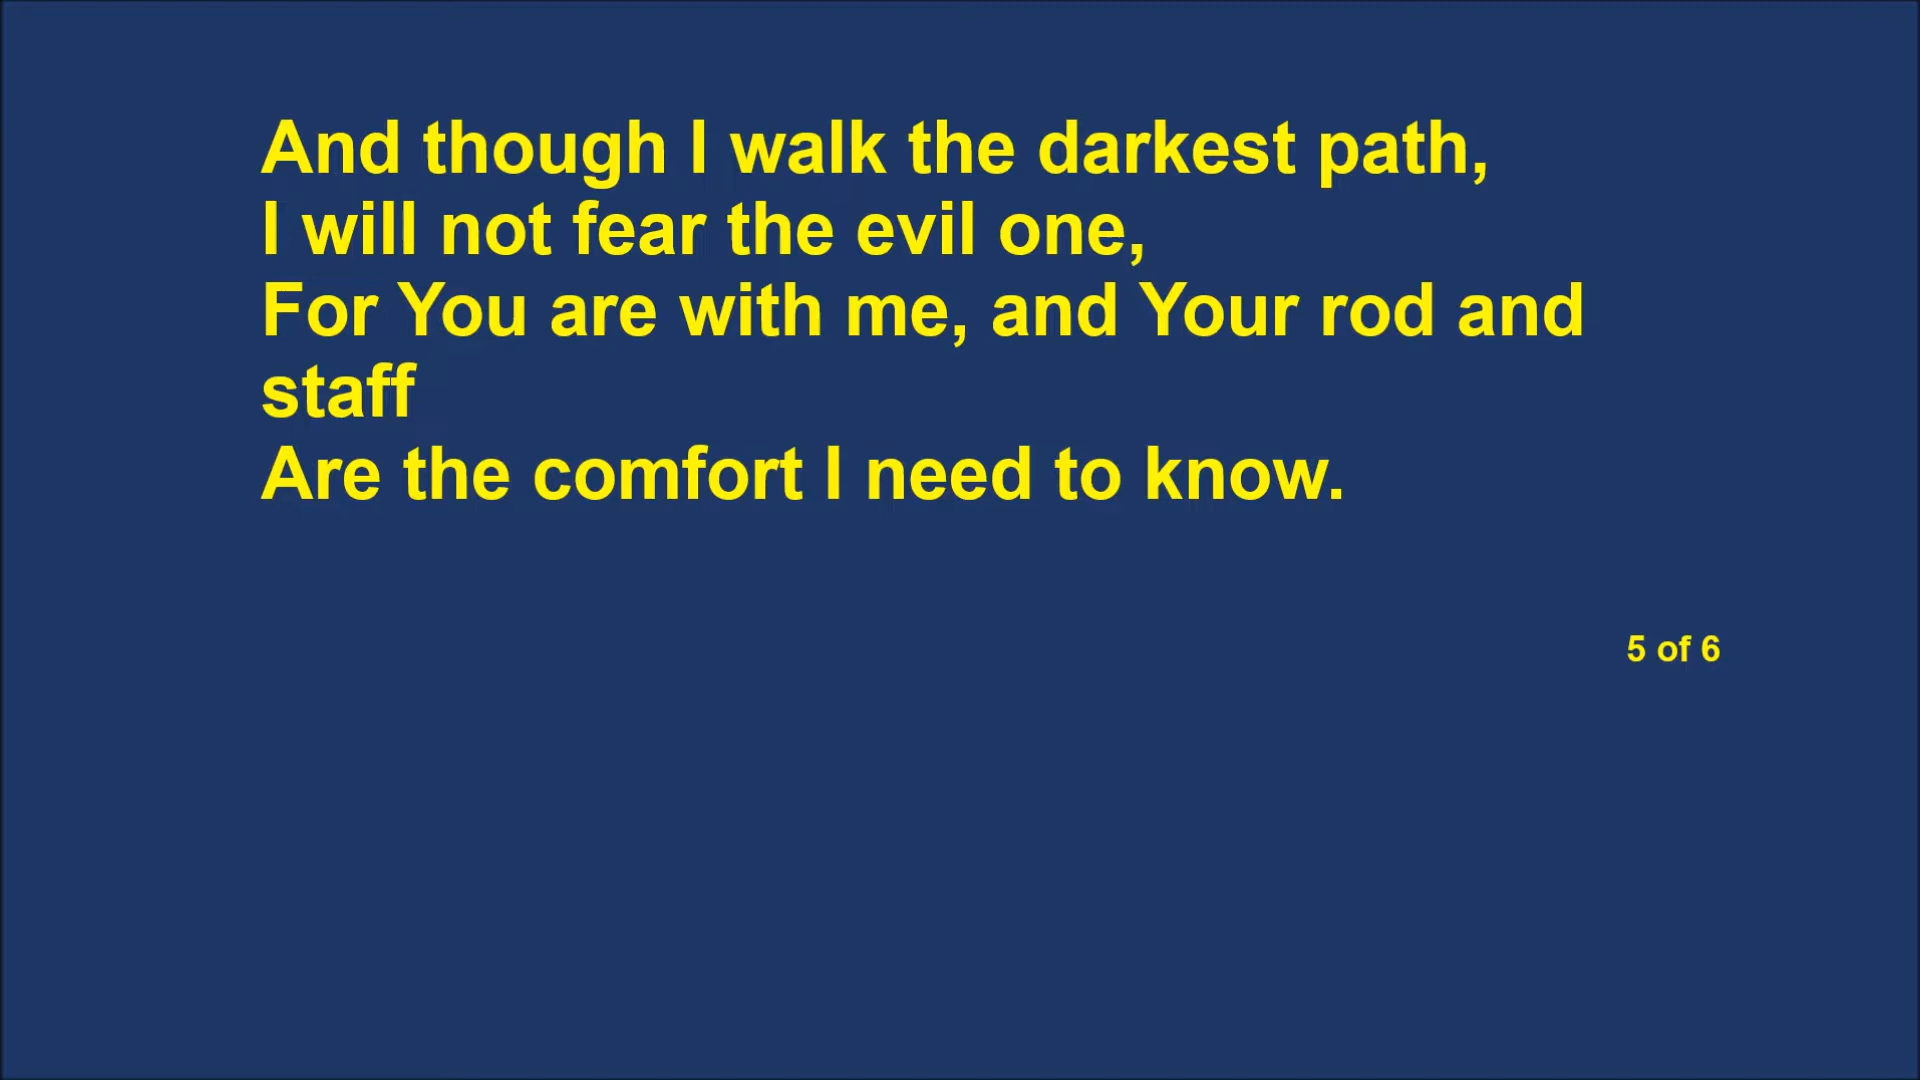 And though I walk the darkest path,
I will not fear the evil one,
For You are with me, and Your rod and
staff
Are the comfort I need to know.
5 of 6